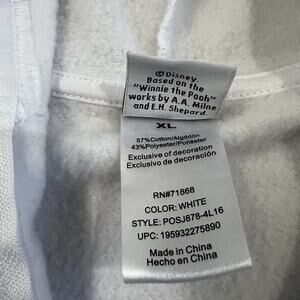 ©Disney.
Based on the
"Winnie the Pooh"
works by A.A. Milne
and E.H. Shepard.
XL
57%Cotton/Algodón
43%Polyester/Poliéster
Exclusive of decoration
Exclusivo de decoración
RN#71868
COLOR: WHITE
STYLE: POSJ878-4L16
UPC: 195932275890
Made in China
Hecho en China